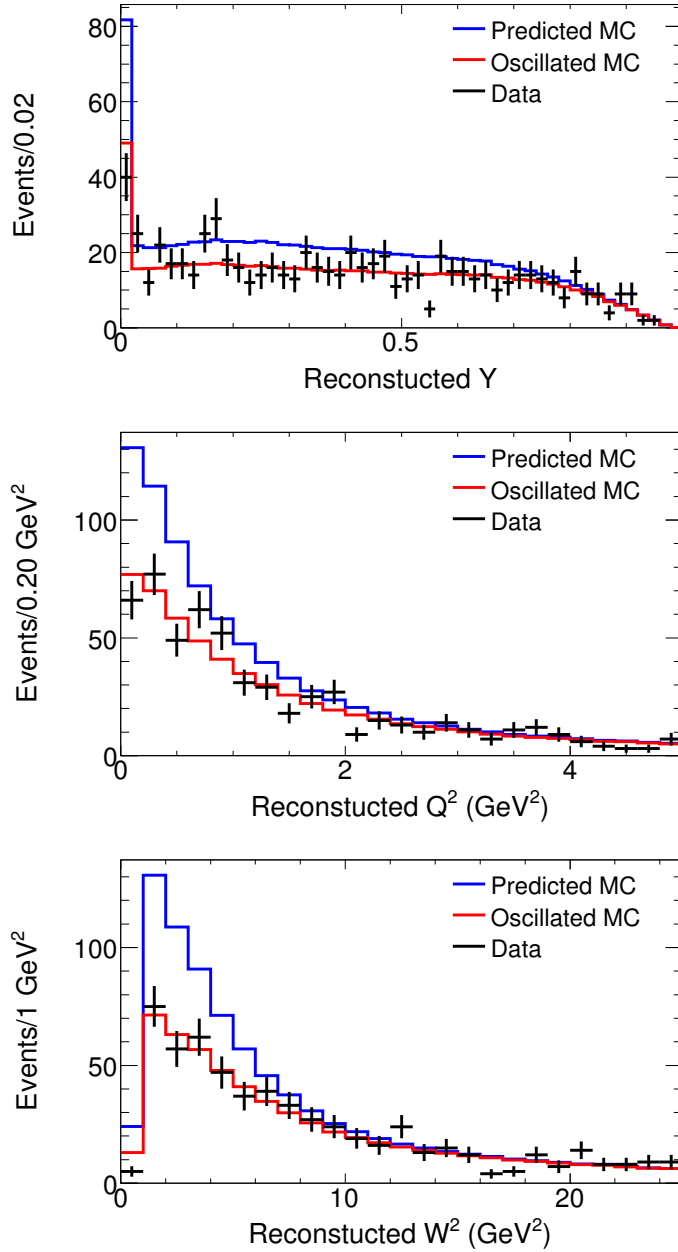 80
60
40
20
0
Events/0.02
Predicted MC
Oscillated MC
Data
0
0.5
Reconstucted Y
100
50
0
Events/0.20 GeV²
Predicted MC
Oscillated MC
Data
0
2
4
Reconstucted Q² (GeV²)
100
50
0
Events/1 GeV²
Predicted MC
Oscillated MC
Data
0
10
20
Reconstucted W² (GeV²)